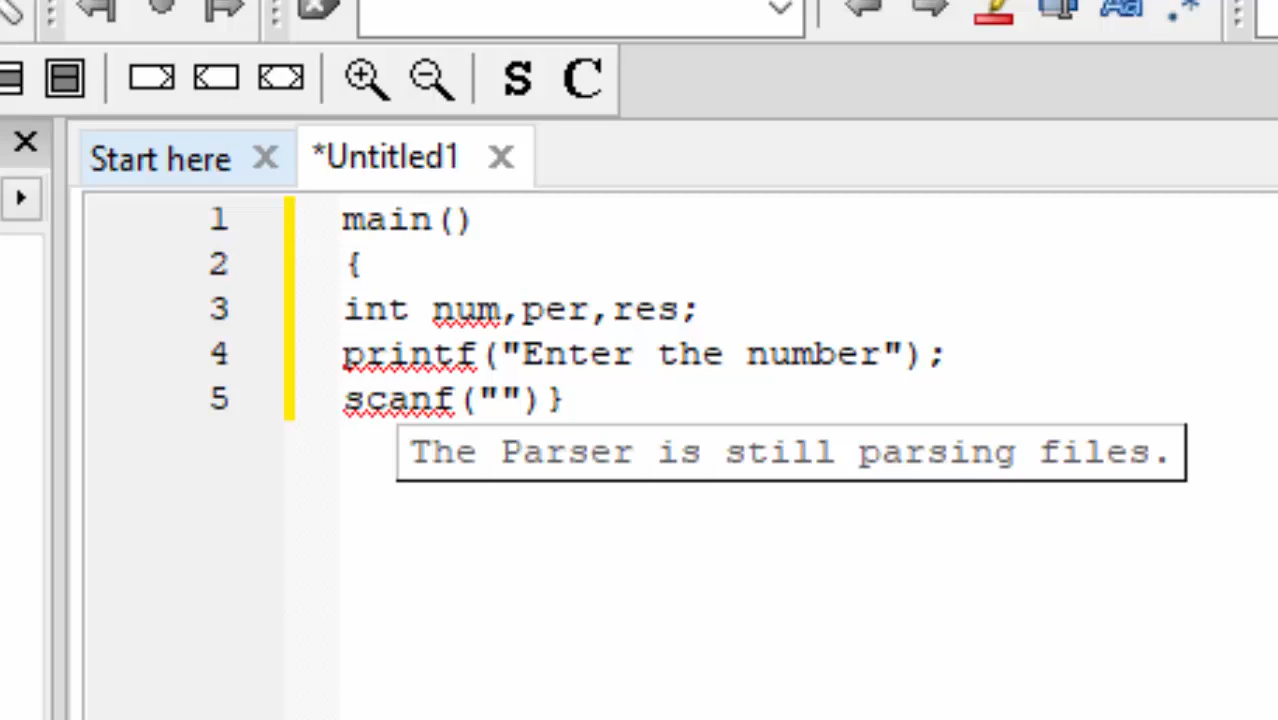 S C
Start here *Untitled1
1 main()
2 {
3 int num,per,res;
4 printf("Enter the number");
5 scanf("")}
The Parser is still parsing files.